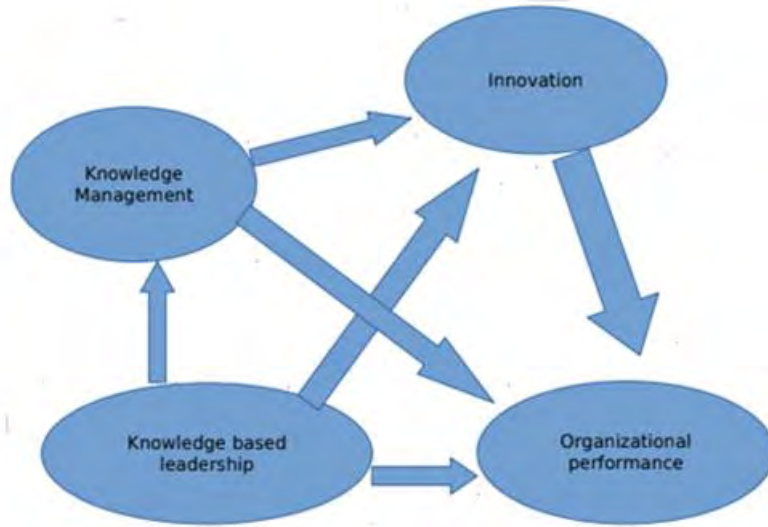 Innovation
Knowledge
Management
Knowledge based
leadership
Organizational
performance